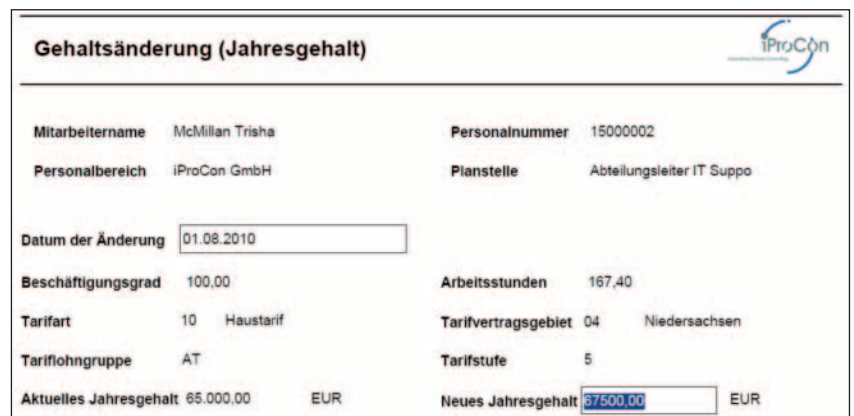 Gehaltsänderung (Jahresgehalt)
iProCon
Mitarbeitername McMillan Trisha Personalnummer 15000002
Personalbereich iProCon GmbH Planstelle Abteilungsleiter IT Suppo
Datum der Änderung 01.08.2010
Beschäftigungsgrad 100,00 Arbeitsstunden 167,40
Tarifart 10 Haustarif Tarifvertragsgebiet 04 Niedersachsen
Tariflohngruppe AT Tarifstufe 5
Aktuelles Jahresgehalt 65.000,00 EUR Neues Jahresgehalt 67500,00 EUR